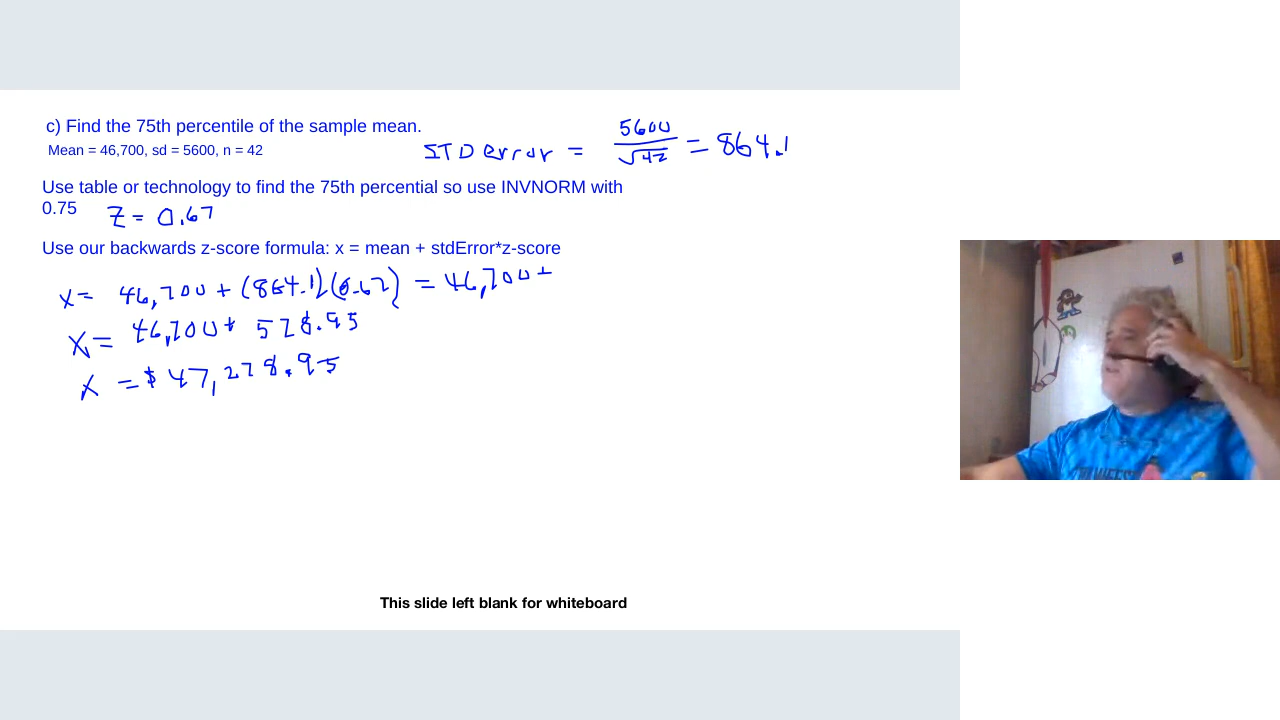 c) Find the 75th percentile of the sample mean.
Mean = 46,700, sd = 5600, n = 42
STD error = 5600/√42 = 864.1
Use table or technology to find the 75th percential so use INVNORM with
0.75 z = 0.67
Use our backwards z-score formula: x = mean + stdError*z-score
x = 46,700 + (864.1)(0.67) = 46,700 +
x = 46,700 + 578.95
x = $47,278.95
This slide left blank for whiteboard